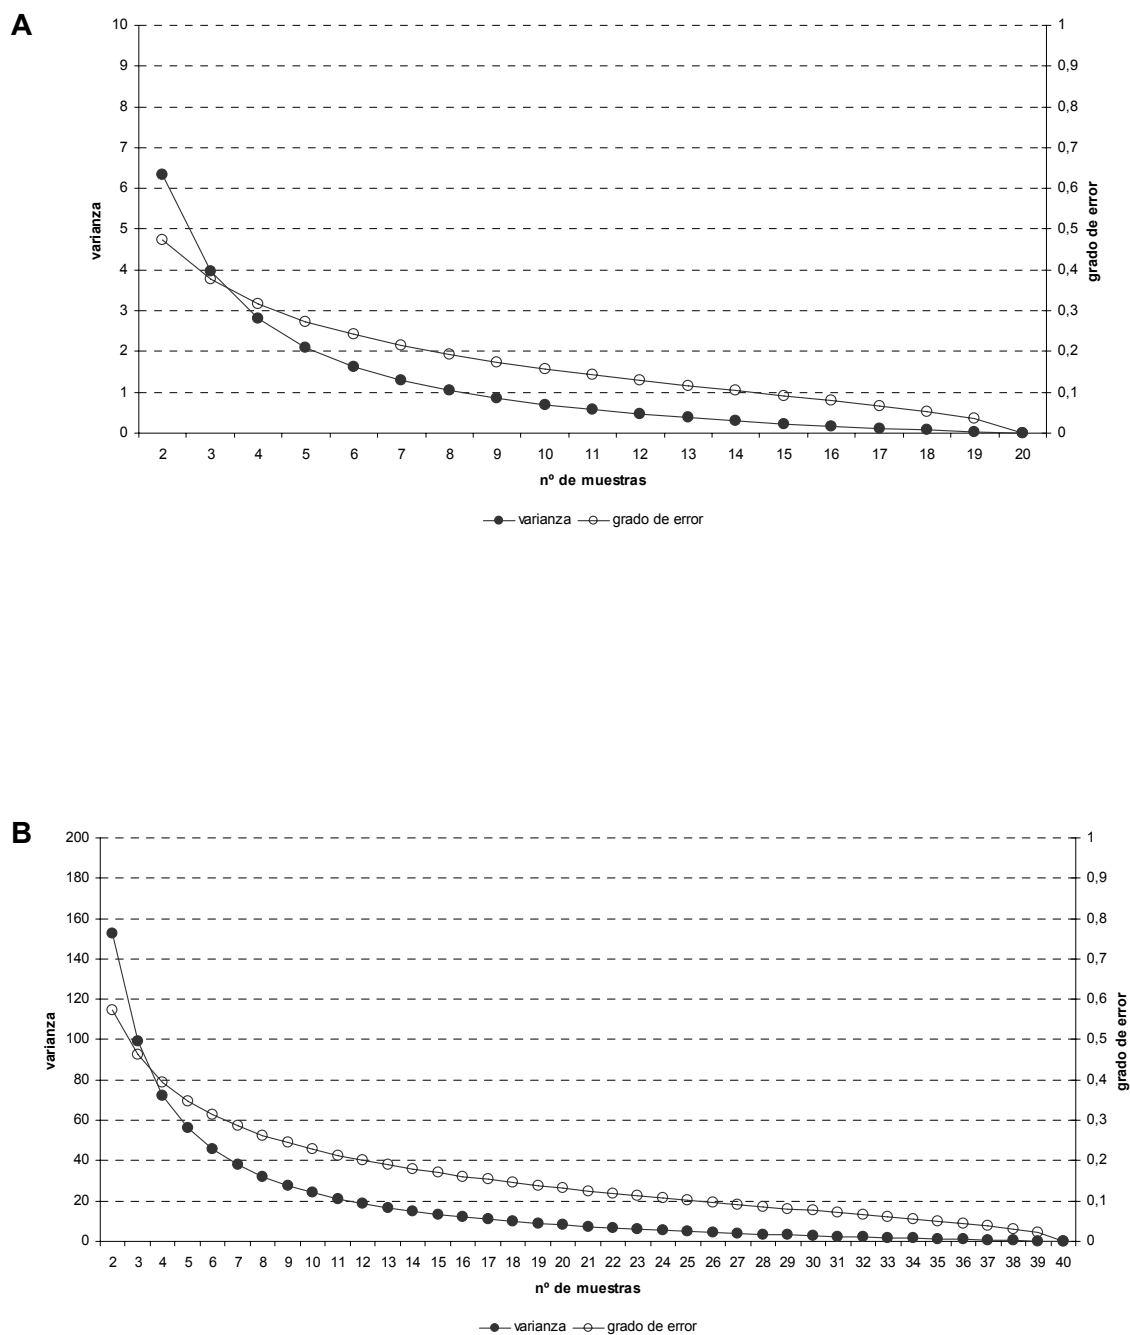 A
10 1
9 0,9
8 0,8
7 0,7
6 0,6
5 0,5
4 0,4
3 0,3
2 0,2
1 0,1
0 0
varianza
grado de error
2 3 4 5 6 7 8 9 10 11 12 13 14 15 16 17 18 19 20
nº de muestras
varianza grado de error
B
200 1
180 0,9
160 0,8
140 0,7
120 0,6
100 0,5
80 0,4
60 0,3
40 0,2
20 0,1
0 0
varianza
grado de error
2 3 4 5 6 7 8 9 10 11 12 13 14 15 16 17 18 19 20 21 22 23 24 25 26 27 28 29 30 31 32 33 34 35 36 37 38 39 40
nº de muestras
varianza grado de error